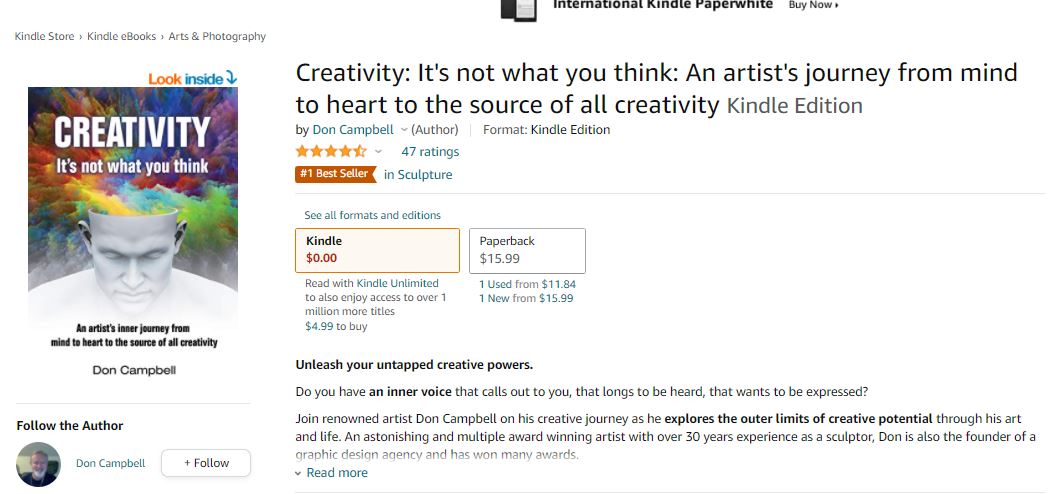 International Kindle Paperwhite Buy Now ▸
Kindle Store › Kindle eBooks › Arts & Photography
Look inside
CREATIVITY
It's not what you think
An artist's inner journey from
mind to heart to the source of all creativity
Don Campbell
Follow the Author
Don Campbell + Follow
Creativity: It's not what you think: An artist's journey from mind
to heart to the source of all creativity Kindle Edition
by Don Campbell (Author) Format: Kindle Edition
47 ratings
#1 Best Seller in Sculpture
See all formats and editions
Kindle
$0.00
Read with Kindle Unlimited
to also enjoy access to over 1
million more titles
$4.99 to buy
Paperback
$15.99
1 Used from $11.84
1 New from $15.99
Unleash your untapped creative powers.
Do you have an inner voice that calls out to you, that longs to be heard, that wants to be expressed?
Join renowned artist Don Campbell on his creative journey as he explores the outer limits of creative potential through his art
and life. An astonishing and multiple award winning artist with over 30 years experience as a sculptor, Don is also the founder of a
graphic design agency and has won many awards.
Read more